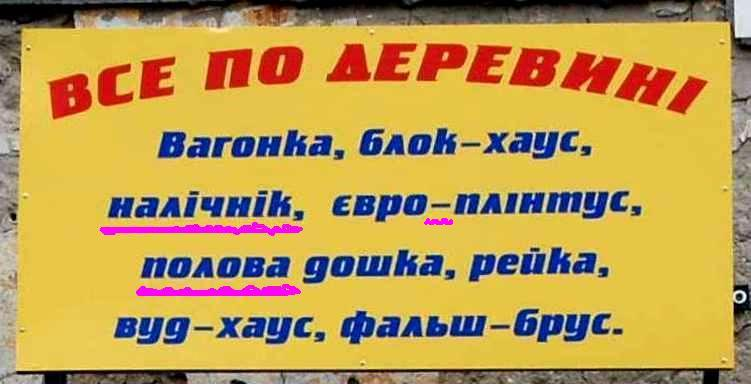 ВСЕ ПО ДЕРЕВИНІ
Вагонка, блок-хаус,
налічнік, євро-плінтус,
полова дошка, рейка,
вуд-хаус, фальш-брус.